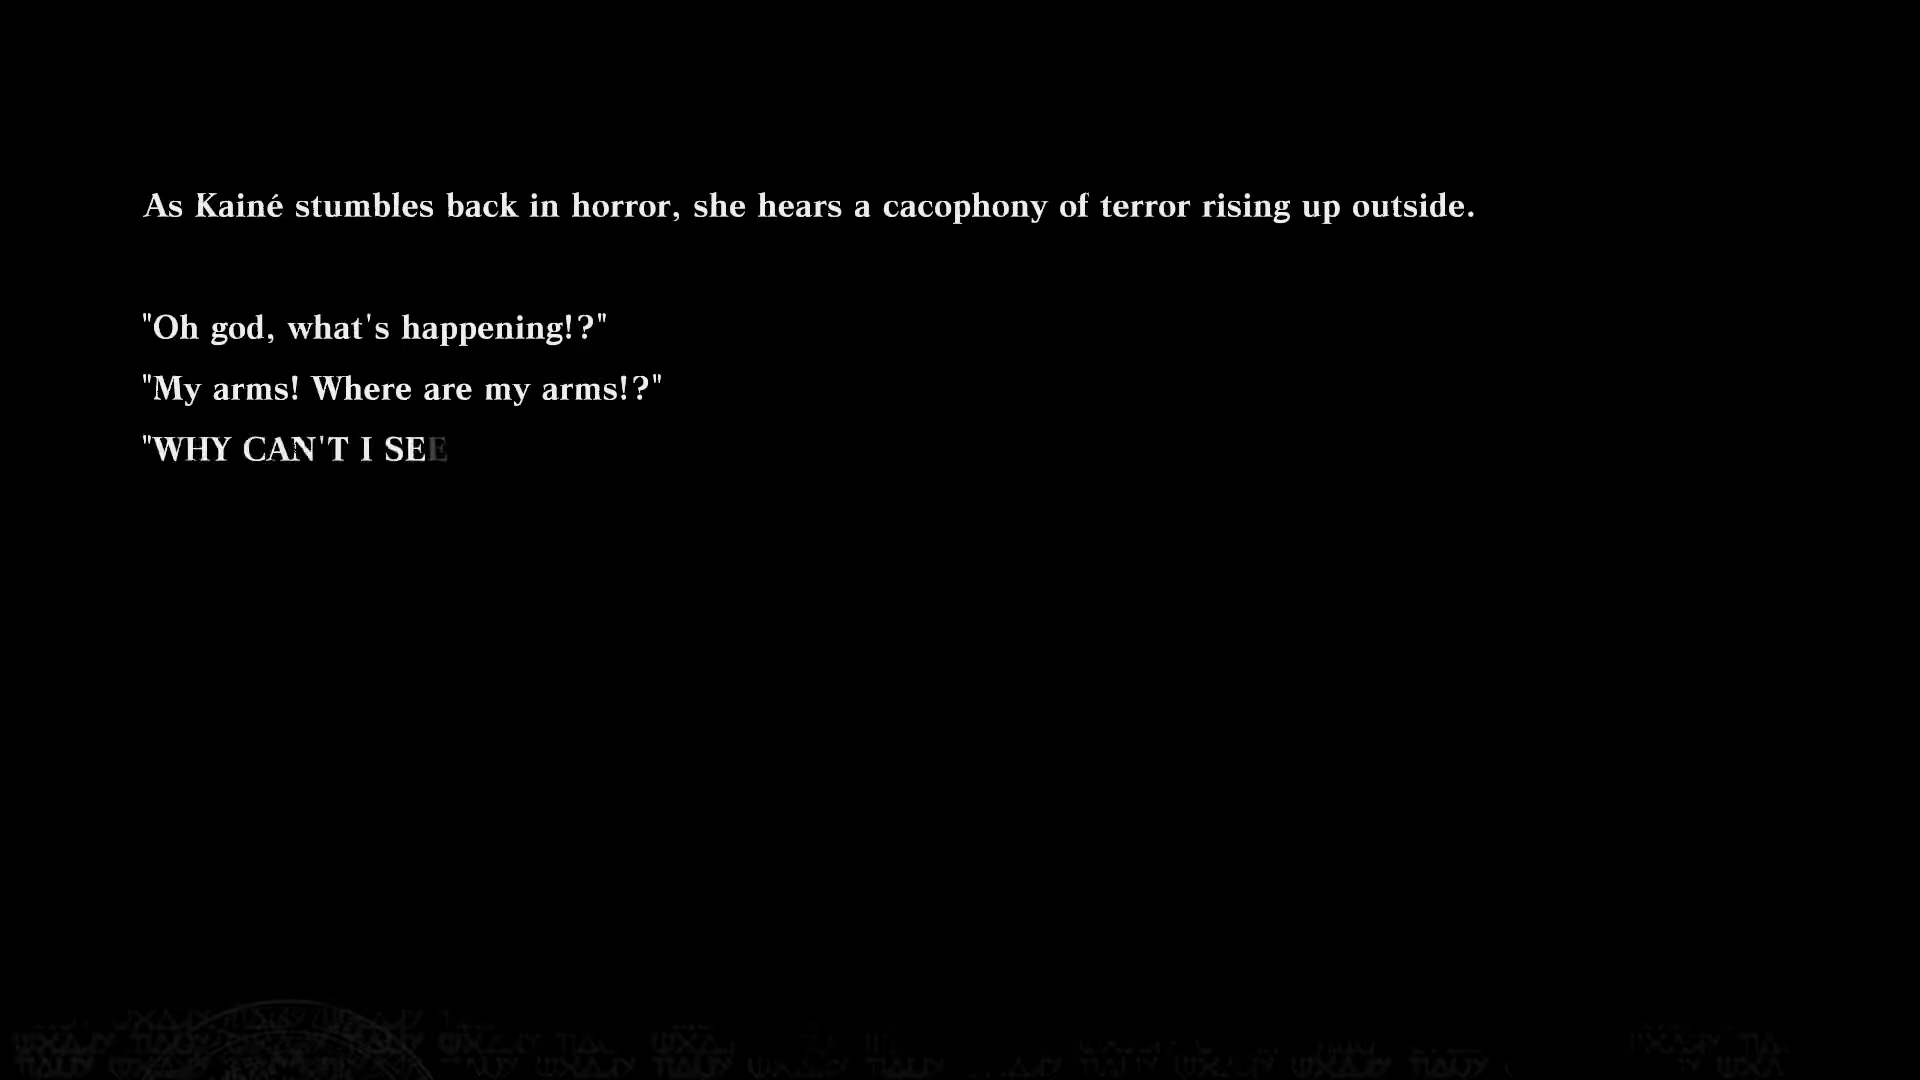 As Kainé stumbles back in horror, she hears a cacophony of terror rising up outside.
"Oh god, what's happening!?"
"My arms! Where are my arms!?"
"WHY CAN'T I SEE